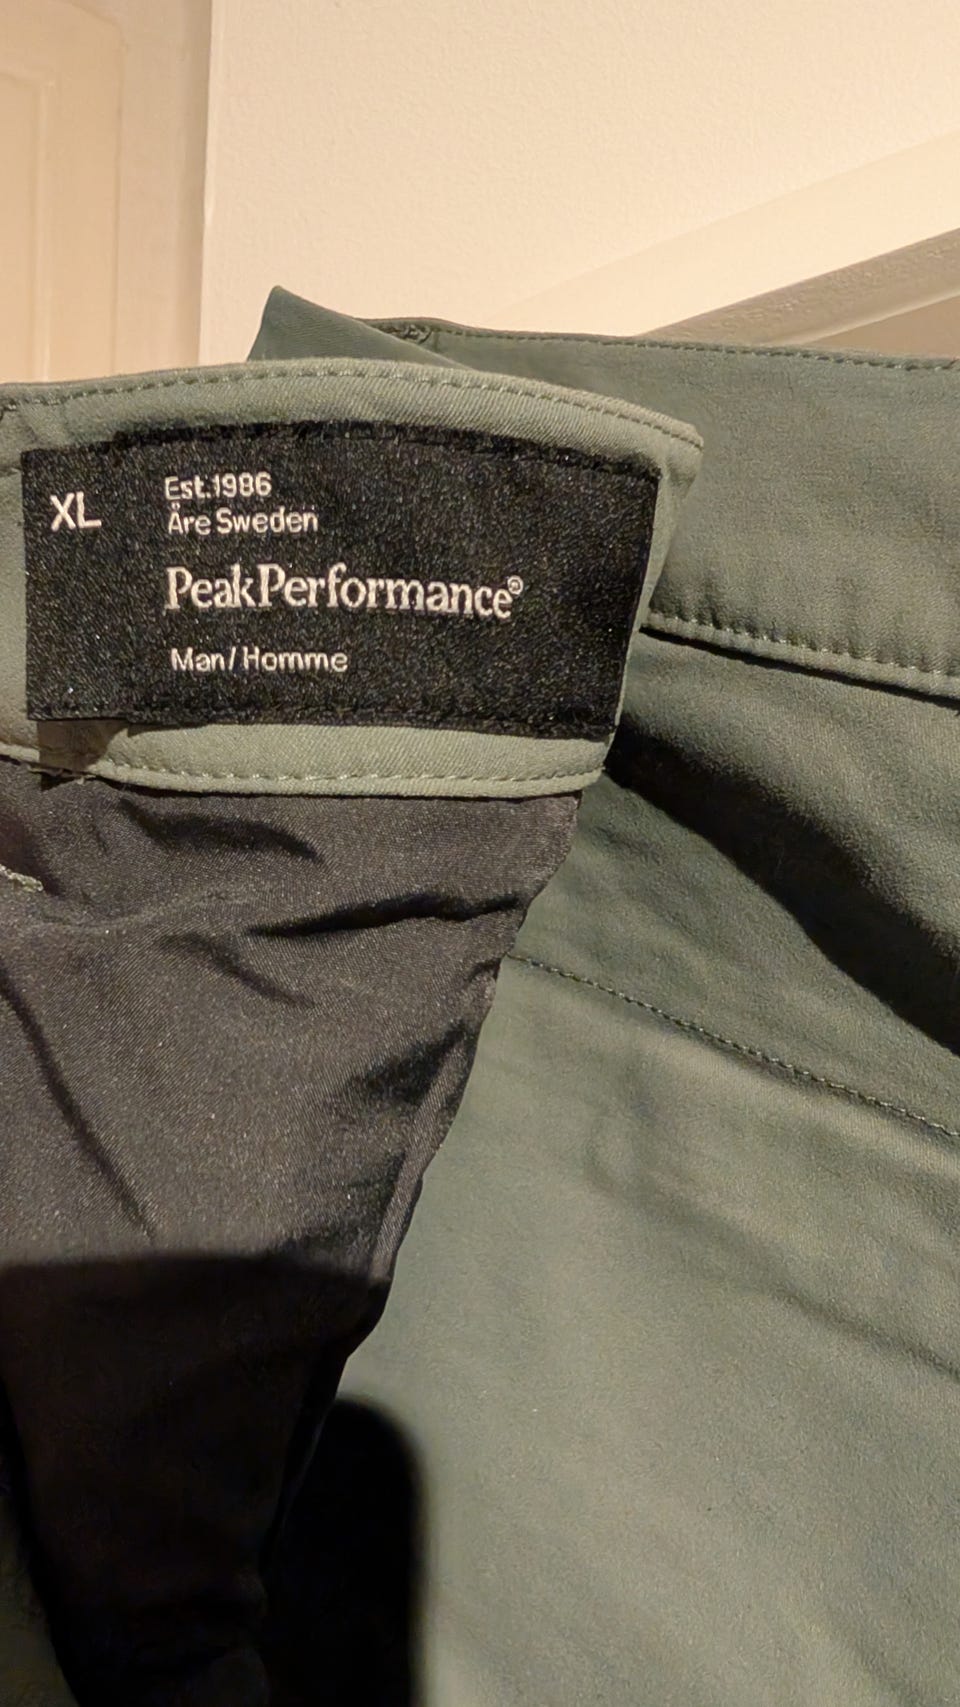 XL
Est.1986
Åre Sweden
PeakPerformance®
Man/Homme